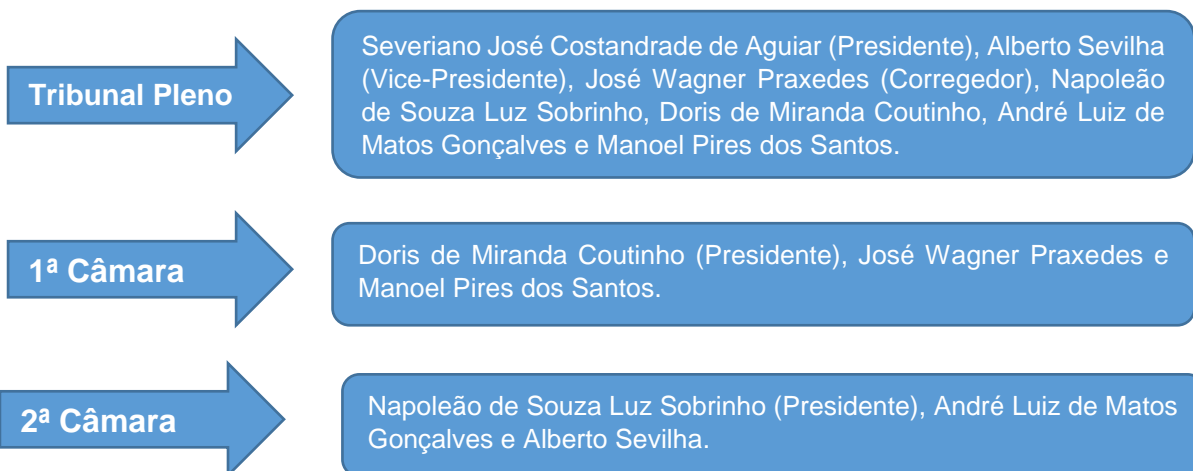 Tribunal Pleno
Severiano José Costandrade de Aguiar (Presidente), Alberto Sevilha
(Vice-Presidente), José Wagner Praxedes (Corregedor), Napoleão
de Souza Luz Sobrinho, Doris de Miranda Coutinho, André Luiz de
Matos Gonçalves e Manoel Pires dos Santos.
1ª Câmara
Doris de Miranda Coutinho (Presidente), José Wagner Praxedes e
Manoel Pires dos Santos.
2ª Câmara
Napoleão de Souza Luz Sobrinho (Presidente), André Luiz de Matos
Gonçalves e Alberto Sevilha.